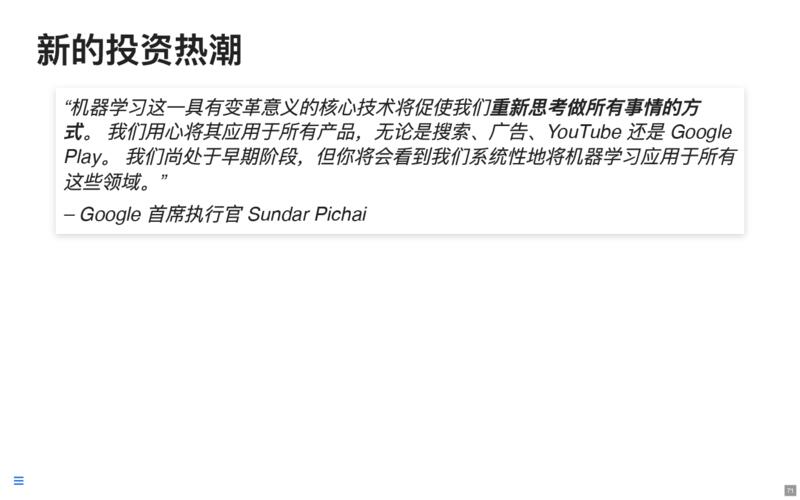 新的投资热潮
“机器学习这一具有变革意义的核心技术将促使我们重新思考做所有事情的方
式。 我们用心将其应用于所有产品，无论是搜索、广告、YouTube 还是 Google
Play。 我们尚处于早期阶段，但你将会看到我们系统性地将机器学习应用于所有
这些领域。”
– Google 首席执行官 Sundar Pichai
71